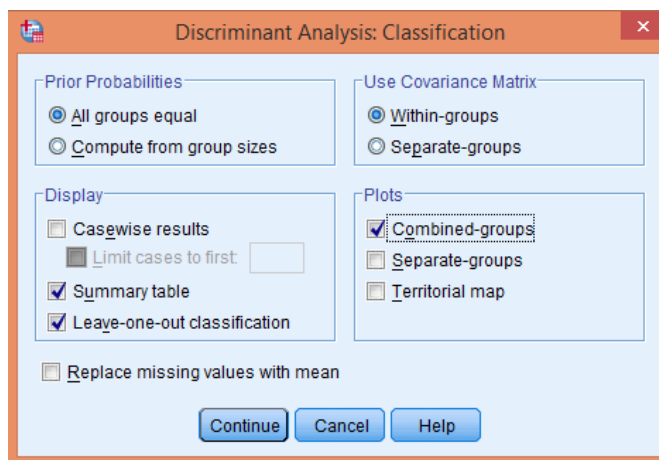 Discriminant Analysis: Classification
Prior Probabilities
All groups equal
Compute from group sizes
Use Covariance Matrix
Within-groups
Separate-groups
Display
Casewise results
Limit cases to first:
Summary table
Leave-one-out classification
Plots
Combined-groups
Separate-groups
Territorial map
Replace missing values with mean
Continue
Cancel
Help